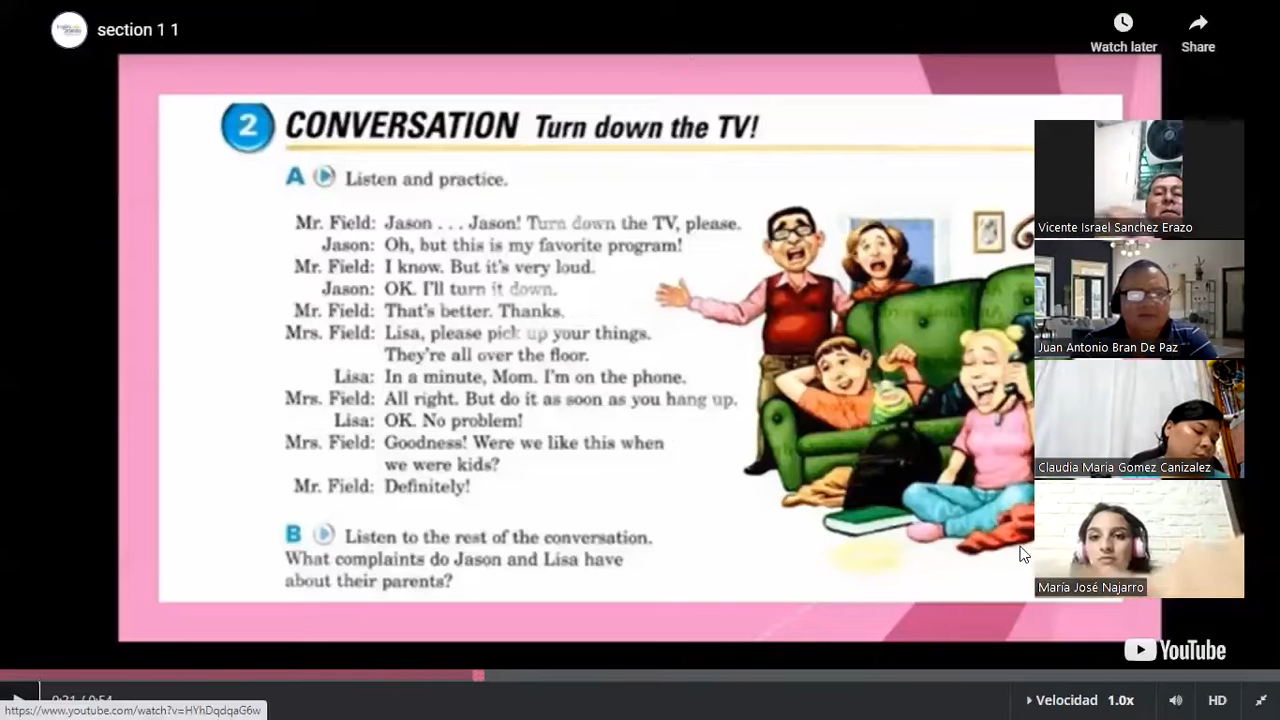 section 1 1
Watch later
Share
2 CONVERSATION Turn down the TV!
A Listen and practice.
Mr. Field: Jason . . . Jason! Turn down the TV, please.
Jason: Oh, but this is my favorite program!
Mr. Field: I know. But it's very loud.
Jason: OK. I'll turn it down.
Mr. Field: That's better. Thanks.
Mrs. Field: Lisa, please pick up your things.
They're all over the floor.
Lisa: In a minute, Mom. I'm on the phone.
Mrs. Field: All right. But do it as soon as you hang up.
Lisa: OK. No problem!
Mrs. Field: Goodness! Were we like this when
we were kids?
Mr. Field: Definitely!
B Listen to the rest of the conversation.
What complaints do Jason and Lisa have
about their parents?
Vicente Israel Sanchez Erazo
Juan Antonio Bran De Paz
Claudia Maria Gomez Canizalez
María José Najarro
YouTube
0:21 / 0:54
Velocidad 1.0x
HD
https://www.youtube.com/watch?v=HYhDqdqaG6w